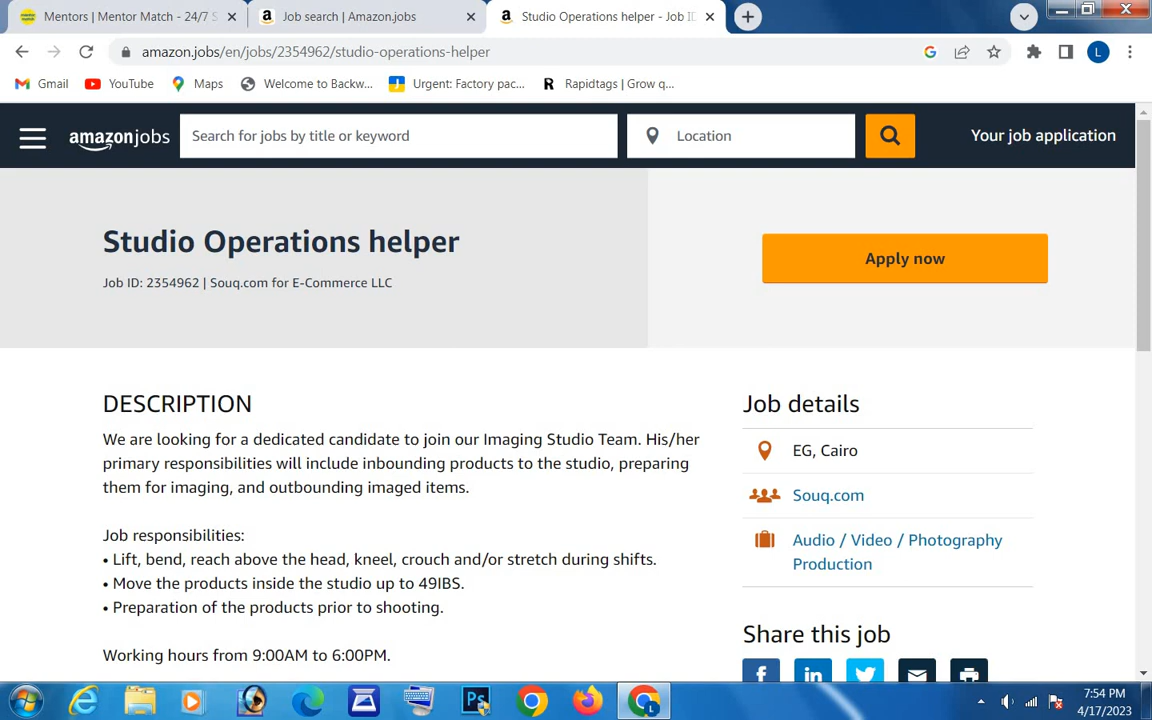 Mentors | Mentor Match - 24/7 S
Job search | Amazon.jobs
Studio Operations helper - Job ID
amazon.jobs/en/jobs/2354962/studio-operations-helper
L
Gmail
YouTube
Maps
Welcome to Backw...
Urgent: Factory pac...
Rapidtags | Grow q...
amazonjobs
Search for jobs by title or keyword
Location
Your job application
Studio Operations helper
Job ID: 2354962 | Souq.com for E-Commerce LLC
Apply now
DESCRIPTION
We are looking for a dedicated candidate to join our Imaging Studio Team. His/her
primary responsibilities will include inbounding products to the studio, preparing
them for imaging, and outbounding imaged items.
Job responsibilities:
• Lift, bend, reach above the head, kneel, crouch and/or stretch during shifts.
• Move the products inside the studio up to 49IBS.
• Preparation of the products prior to shooting.
Working hours from 9:00AM to 6:00PM.
Job details
EG, Cairo
Souq.com
Audio / Video / Photography
Production
Share this job
Ps
L
7:54 PM
4/17/2023